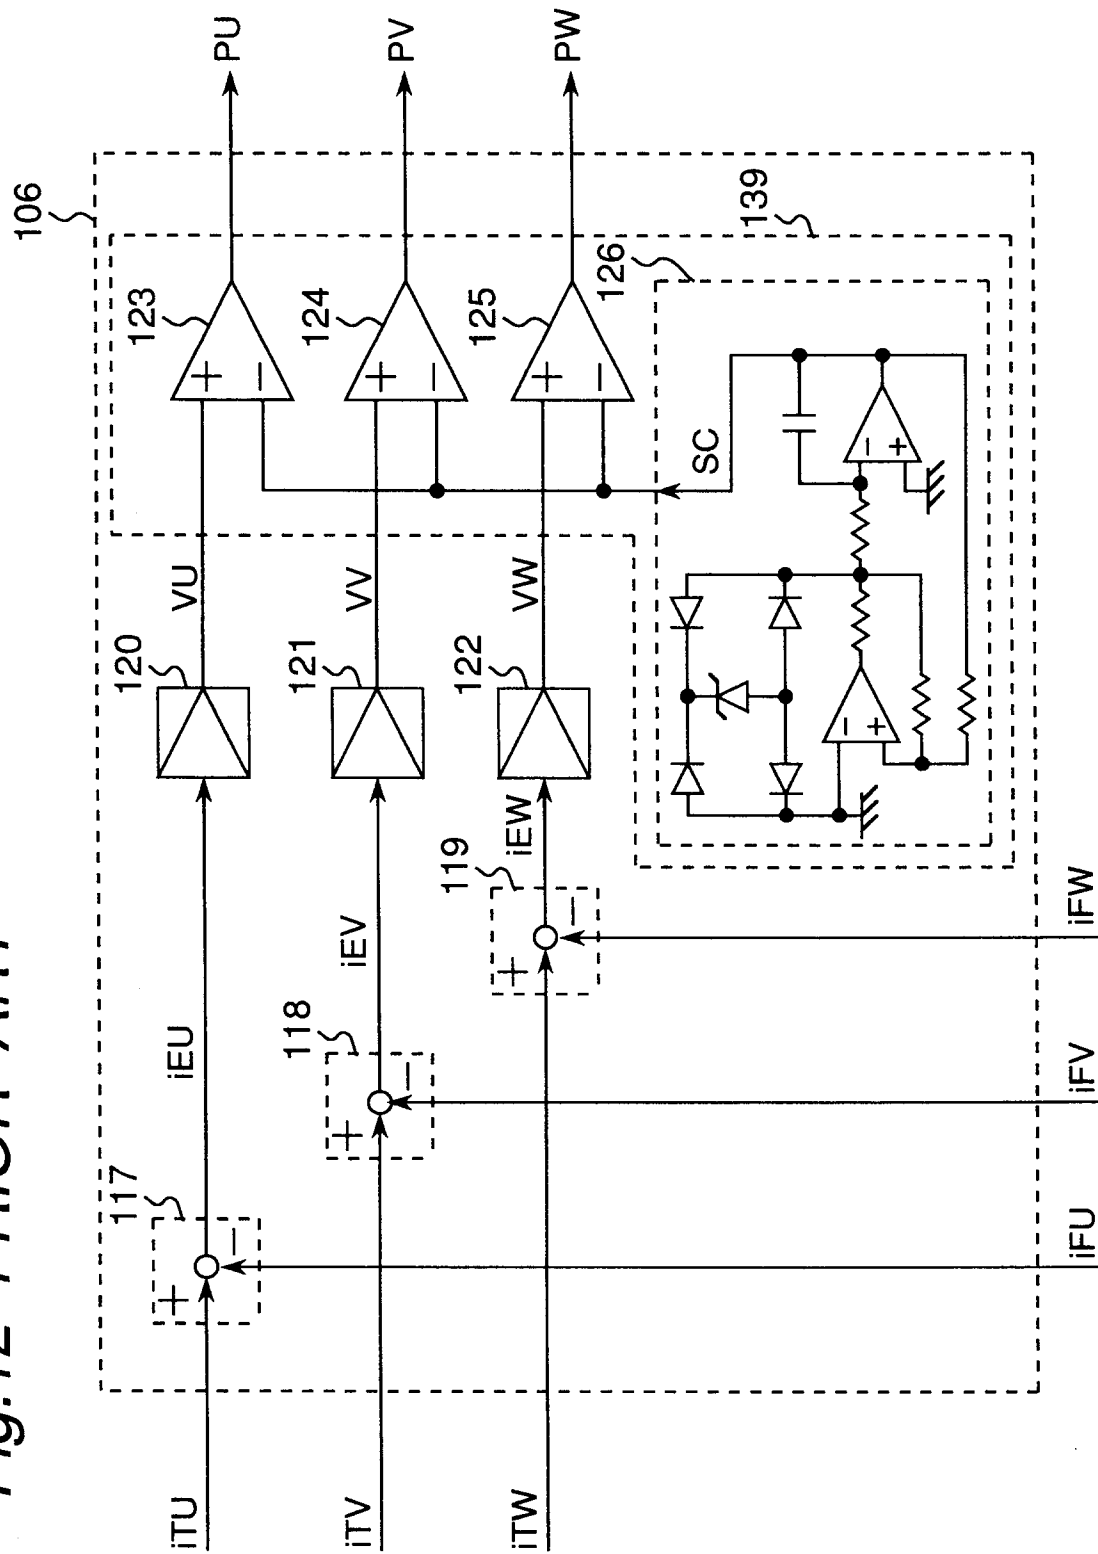 Fig.12 PRIOR ART
106
139
126
123
124
125
PU
PV
PW
+
−
+
−
+
−
SC
VU
VV
VW
120
121
122
−
+
−
+
iEU
iEV
iEW
117
118
119
+
−
+
−
+
−
iTU
iTV
iTW
iFU
iFV
iFW